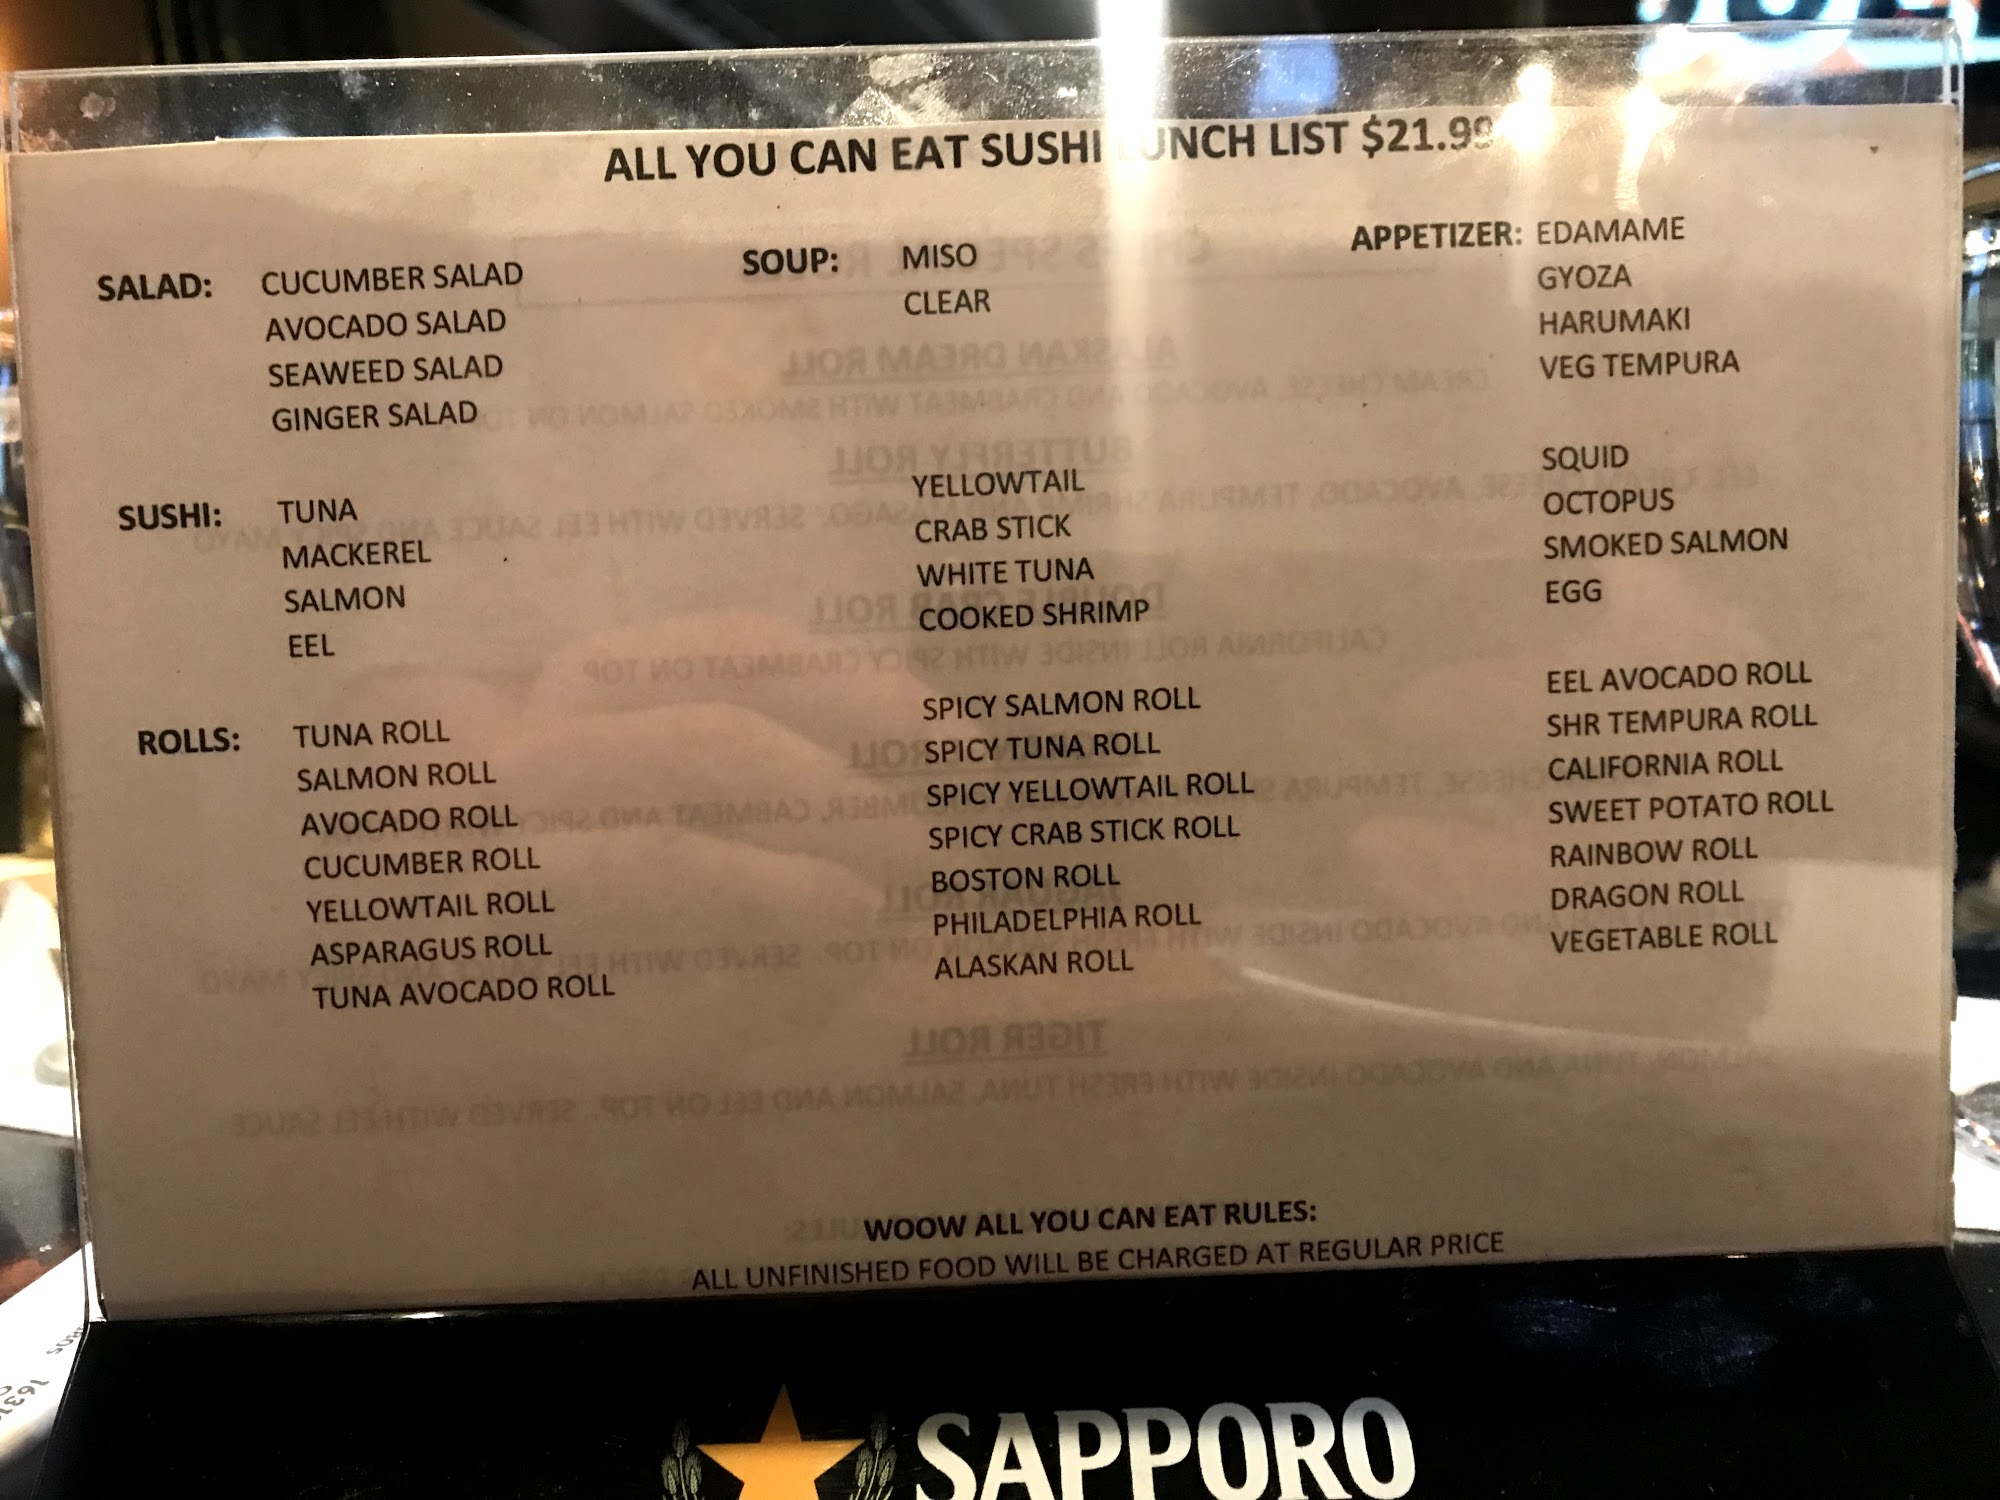 ALL YOU CAN EAT SUSHI LUNCH LIST $21.99
SALAD: CUCUMBER SALAD
AVOCADO SALAD
SEAWEED SALAD
GINGER SALAD
SOUP: MISO
CLEAR
APPETIZER: EDAMAME
GYOZA
HARUMAKI
VEG TEMPURA
SUSHI: TUNA
MACKEREL
SALMON
EEL
YELLOWTAIL
CRAB STICK
WHITE TUNA
COOKED SHRIMP
SQUID
OCTOPUS
SMOKED SALMON
EGG
ROLLS: TUNA ROLL
SALMON ROLL
AVOCADO ROLL
CUCUMBER ROLL
YELLOWTAIL ROLL
ASPARAGUS ROLL
TUNA AVOCADO ROLL
SPICY SALMON ROLL
SPICY TUNA ROLL
SPICY YELLOWTAIL ROLL
SPICY CRAB STICK ROLL
BOSTON ROLL
PHILADELPHIA ROLL
ALASKAN ROLL
EEL AVOCADO ROLL
SHR TEMPURA ROLL
CALIFORNIA ROLL
SWEET POTATO ROLL
RAINBOW ROLL
DRAGON ROLL
VEGETABLE ROLL
WOOW ALL YOU CAN EAT RULES:
ALL UNFINISHED FOOD WILL BE CHARGED AT REGULAR PRICE
SAPPORO